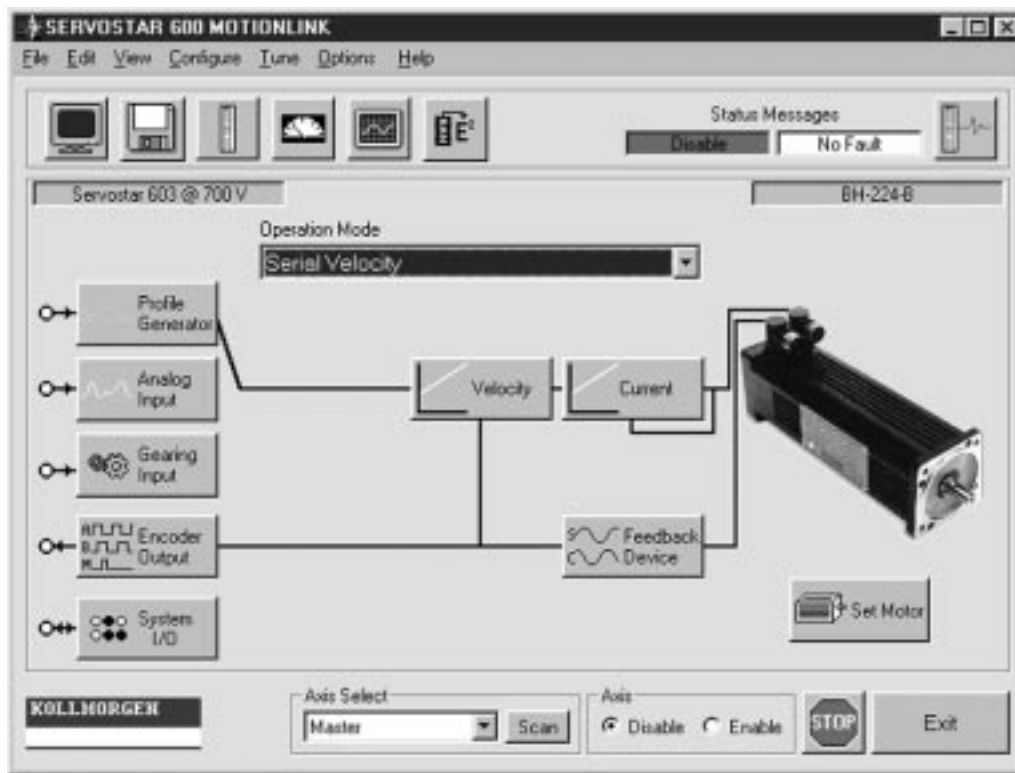 SERVOSTAR 600 MOTIONLINK
File Edit View Configure Tune Options Help
Status Messages
Disable No Fault
Servostar 603 @ 700 V
BH-224-B
Operation Mode
Serial Velocity
Profile
Generator
Analog
Input
Gearing
Input
Encoder
Output
System
I/O
Velocity
Current
Feedback
Device
Set Motor
KOLLMORGEN
Axis Select
Master
Scan
Axis
Disable Enable
STOP
Exit